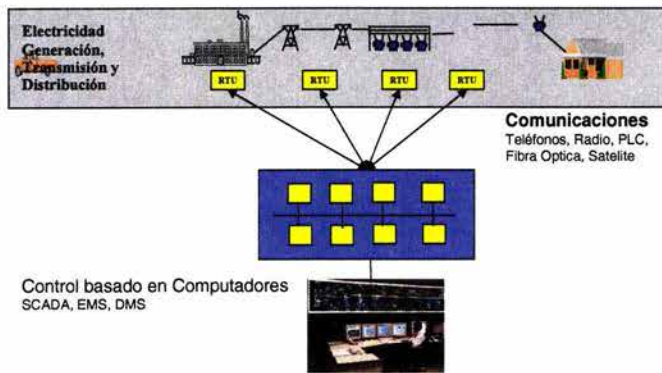 Electricidad
Generación,
Transmisión y
Distribución
RTU
RTU
RTU
RTU
Comunicaciones
Teléfonos, Radio, PLC,
Fibra Optica, Satelite
Control basado en Computadores
SCADA, EMS, DMS